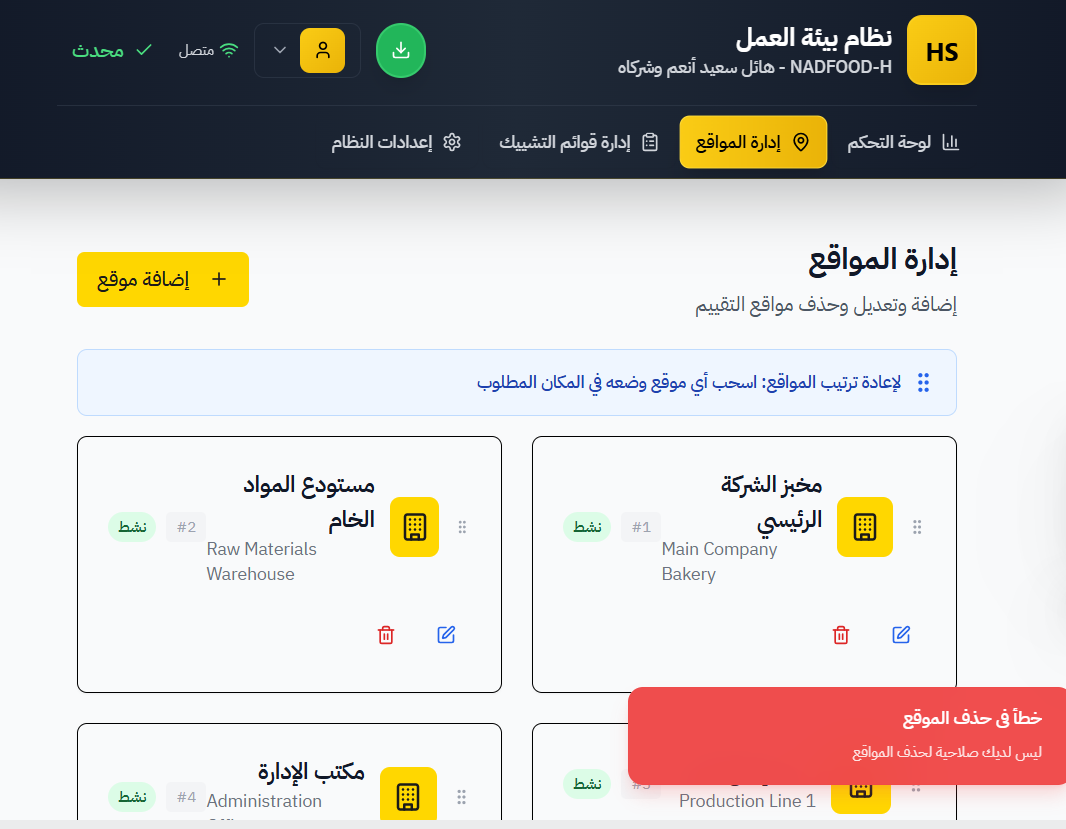 HS
نظام بيئة العمل
NADFOOD-H - هائل سعيد أنعم وشركاه
متصل
محدث
لوحة التحكم
إدارة المواقع
إدارة قوائم التشييك
إعدادات النظام
إدارة المواقع
إضافة وتعديل وحذف مواقع التقييم
إضافة موقع
لإعادة ترتيب المواقع: اسحب أي موقع وضعه في المكان المطلوب
مخبز الشركة
الرئيسي
Main Company
Bakery
#1
نشط
مستودع المواد
الخام
Raw Materials
Warehouse
#2
نشط
خطأ في حذف الموقع
ليس لديك صلاحية لحذف المواقع
Production Line 1
نشط
مكتب الإدارة
Administration
#4
نشط